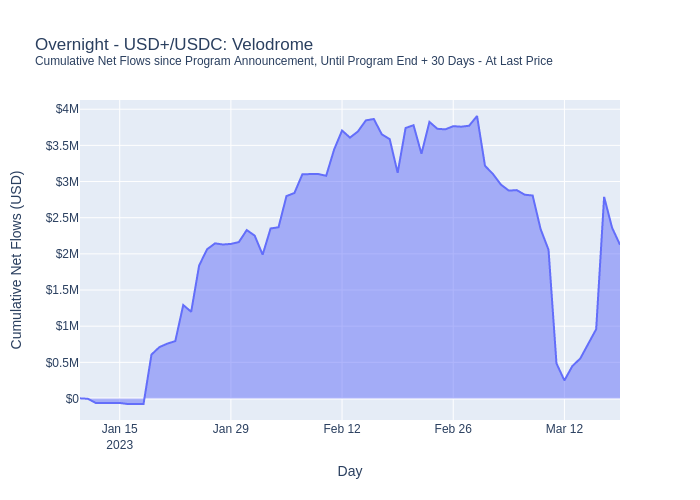 Overnight - USD+/USDC: Velodrome
Cumulative Net Flows since Program Announcement, Until Program End + 30 Days - At Last Price
Cumulative Net Flows (USD)
$4M
$3.5M
$3M
$2.5M
$2M
$1.5M
$1M
$0.5M
$0
Jan 15
2023
Jan 29
Feb 12
Feb 26
Mar 12
Day